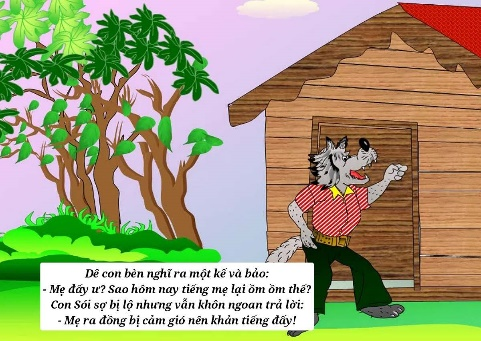 Dê con bèn nghĩ ra một kế và bảo:
- Mẹ đấy ư? Sao hôm nay tiếng mẹ lại ồm ồm thế?
Con Sói sợ bị lộ nhưng vẫn khôn ngoan trả lời:
- Mẹ ra đồng bị cảm gió nên khản tiếng đấy!